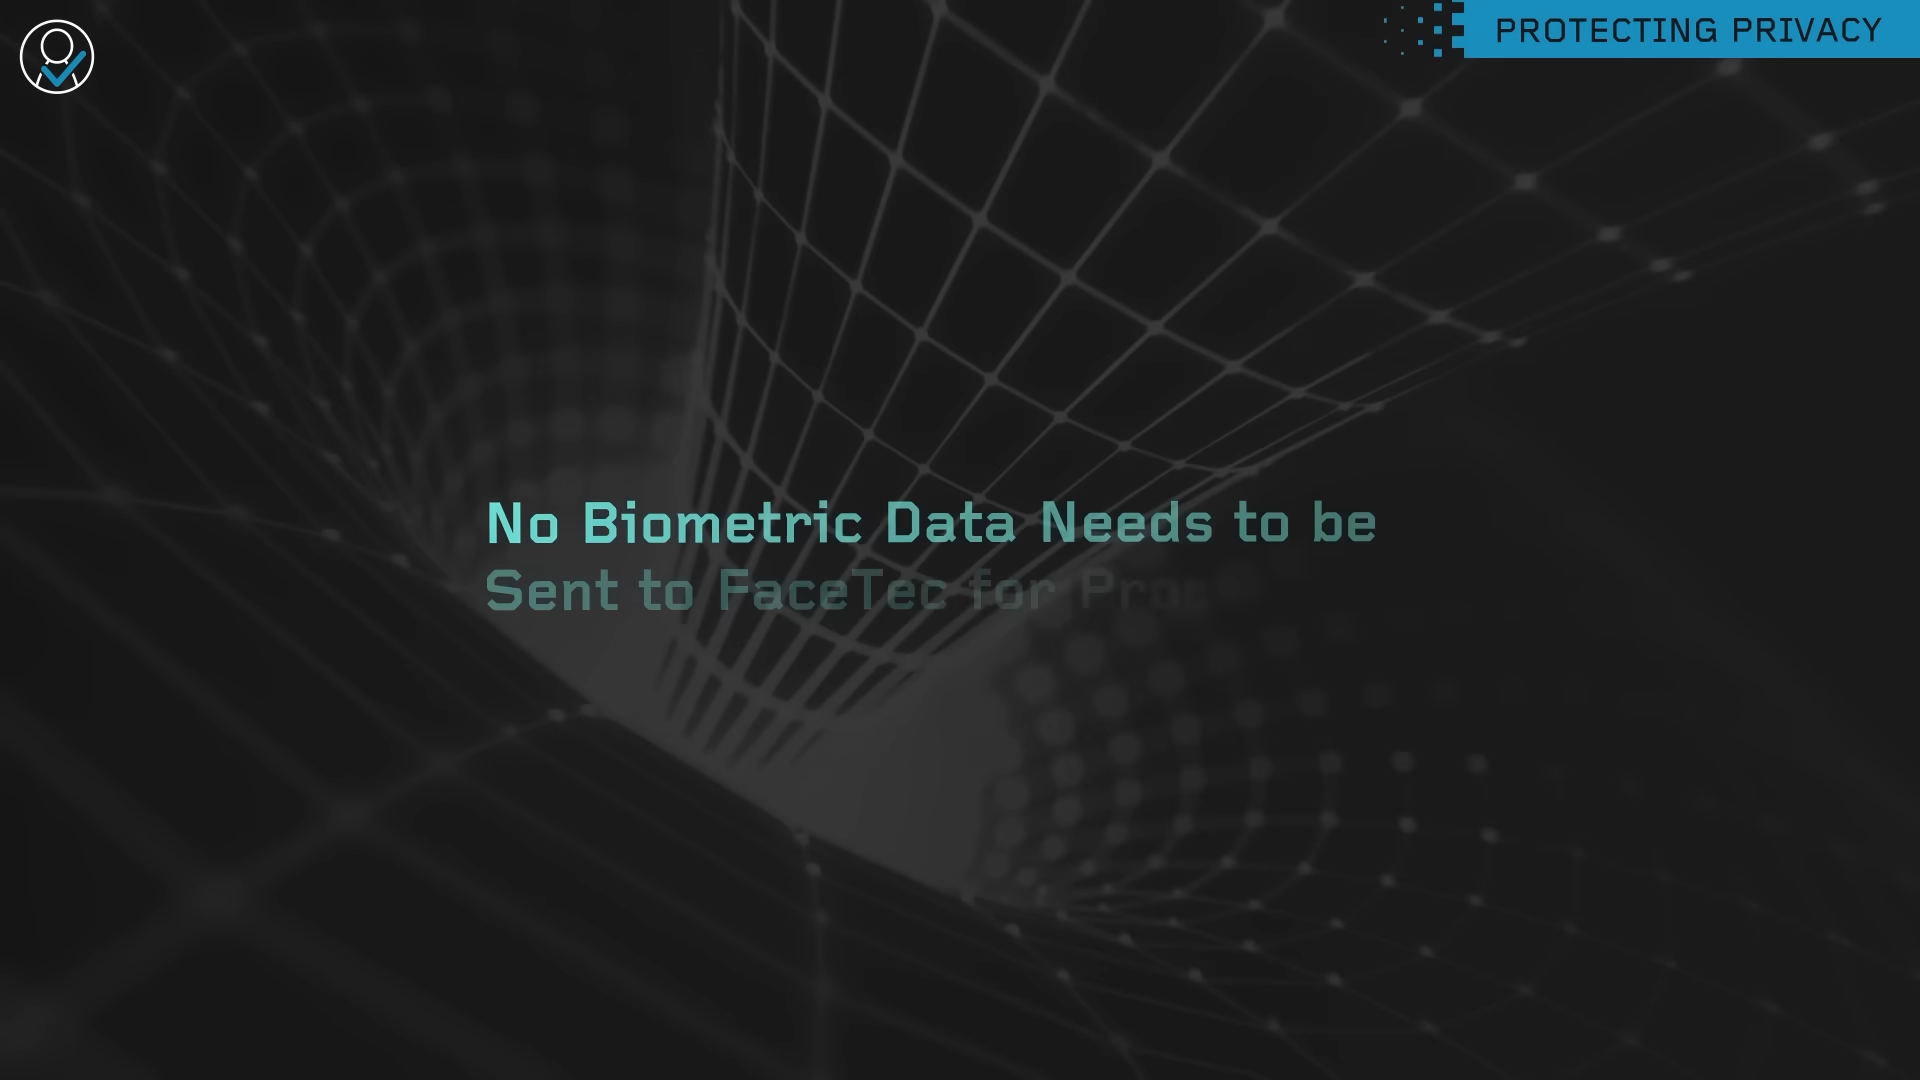 PROTECTING PRIVACY
No Biometric Data Needs to be
Sent to FaceTec for